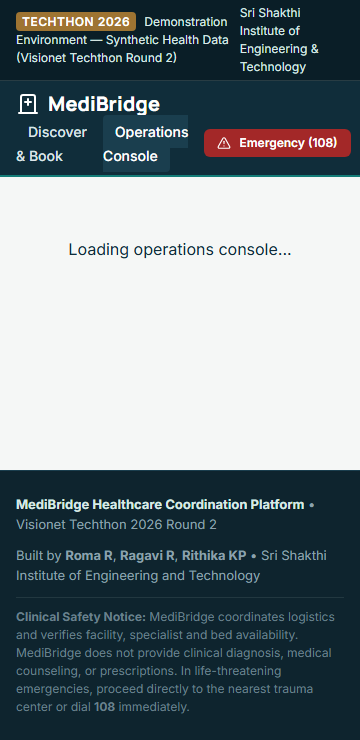 TECHTHON 2026 Demonstration
Environment — Synthetic Health Data
(Visionet Techthon Round 2)
Sri Shakthi
Institute of
Engineering &
Technology
MediBridge
Discover
& Book
Operations
Console
Emergency (108)
Loading operations console...
MediBridge Healthcare Coordination Platform •
Visionet Techthon 2026 Round 2
Built by Roma R, Ragavi R, Rithika KP • Sri Shakthi
Institute of Engineering and Technology
Clinical Safety Notice: MediBridge coordinates logistics
and verifies facility, specialist and bed availability.
MediBridge does not provide clinical diagnosis, medical
counseling, or prescriptions. In life-threatening
emergencies, proceed directly to the nearest trauma
center or dial 108 immediately.